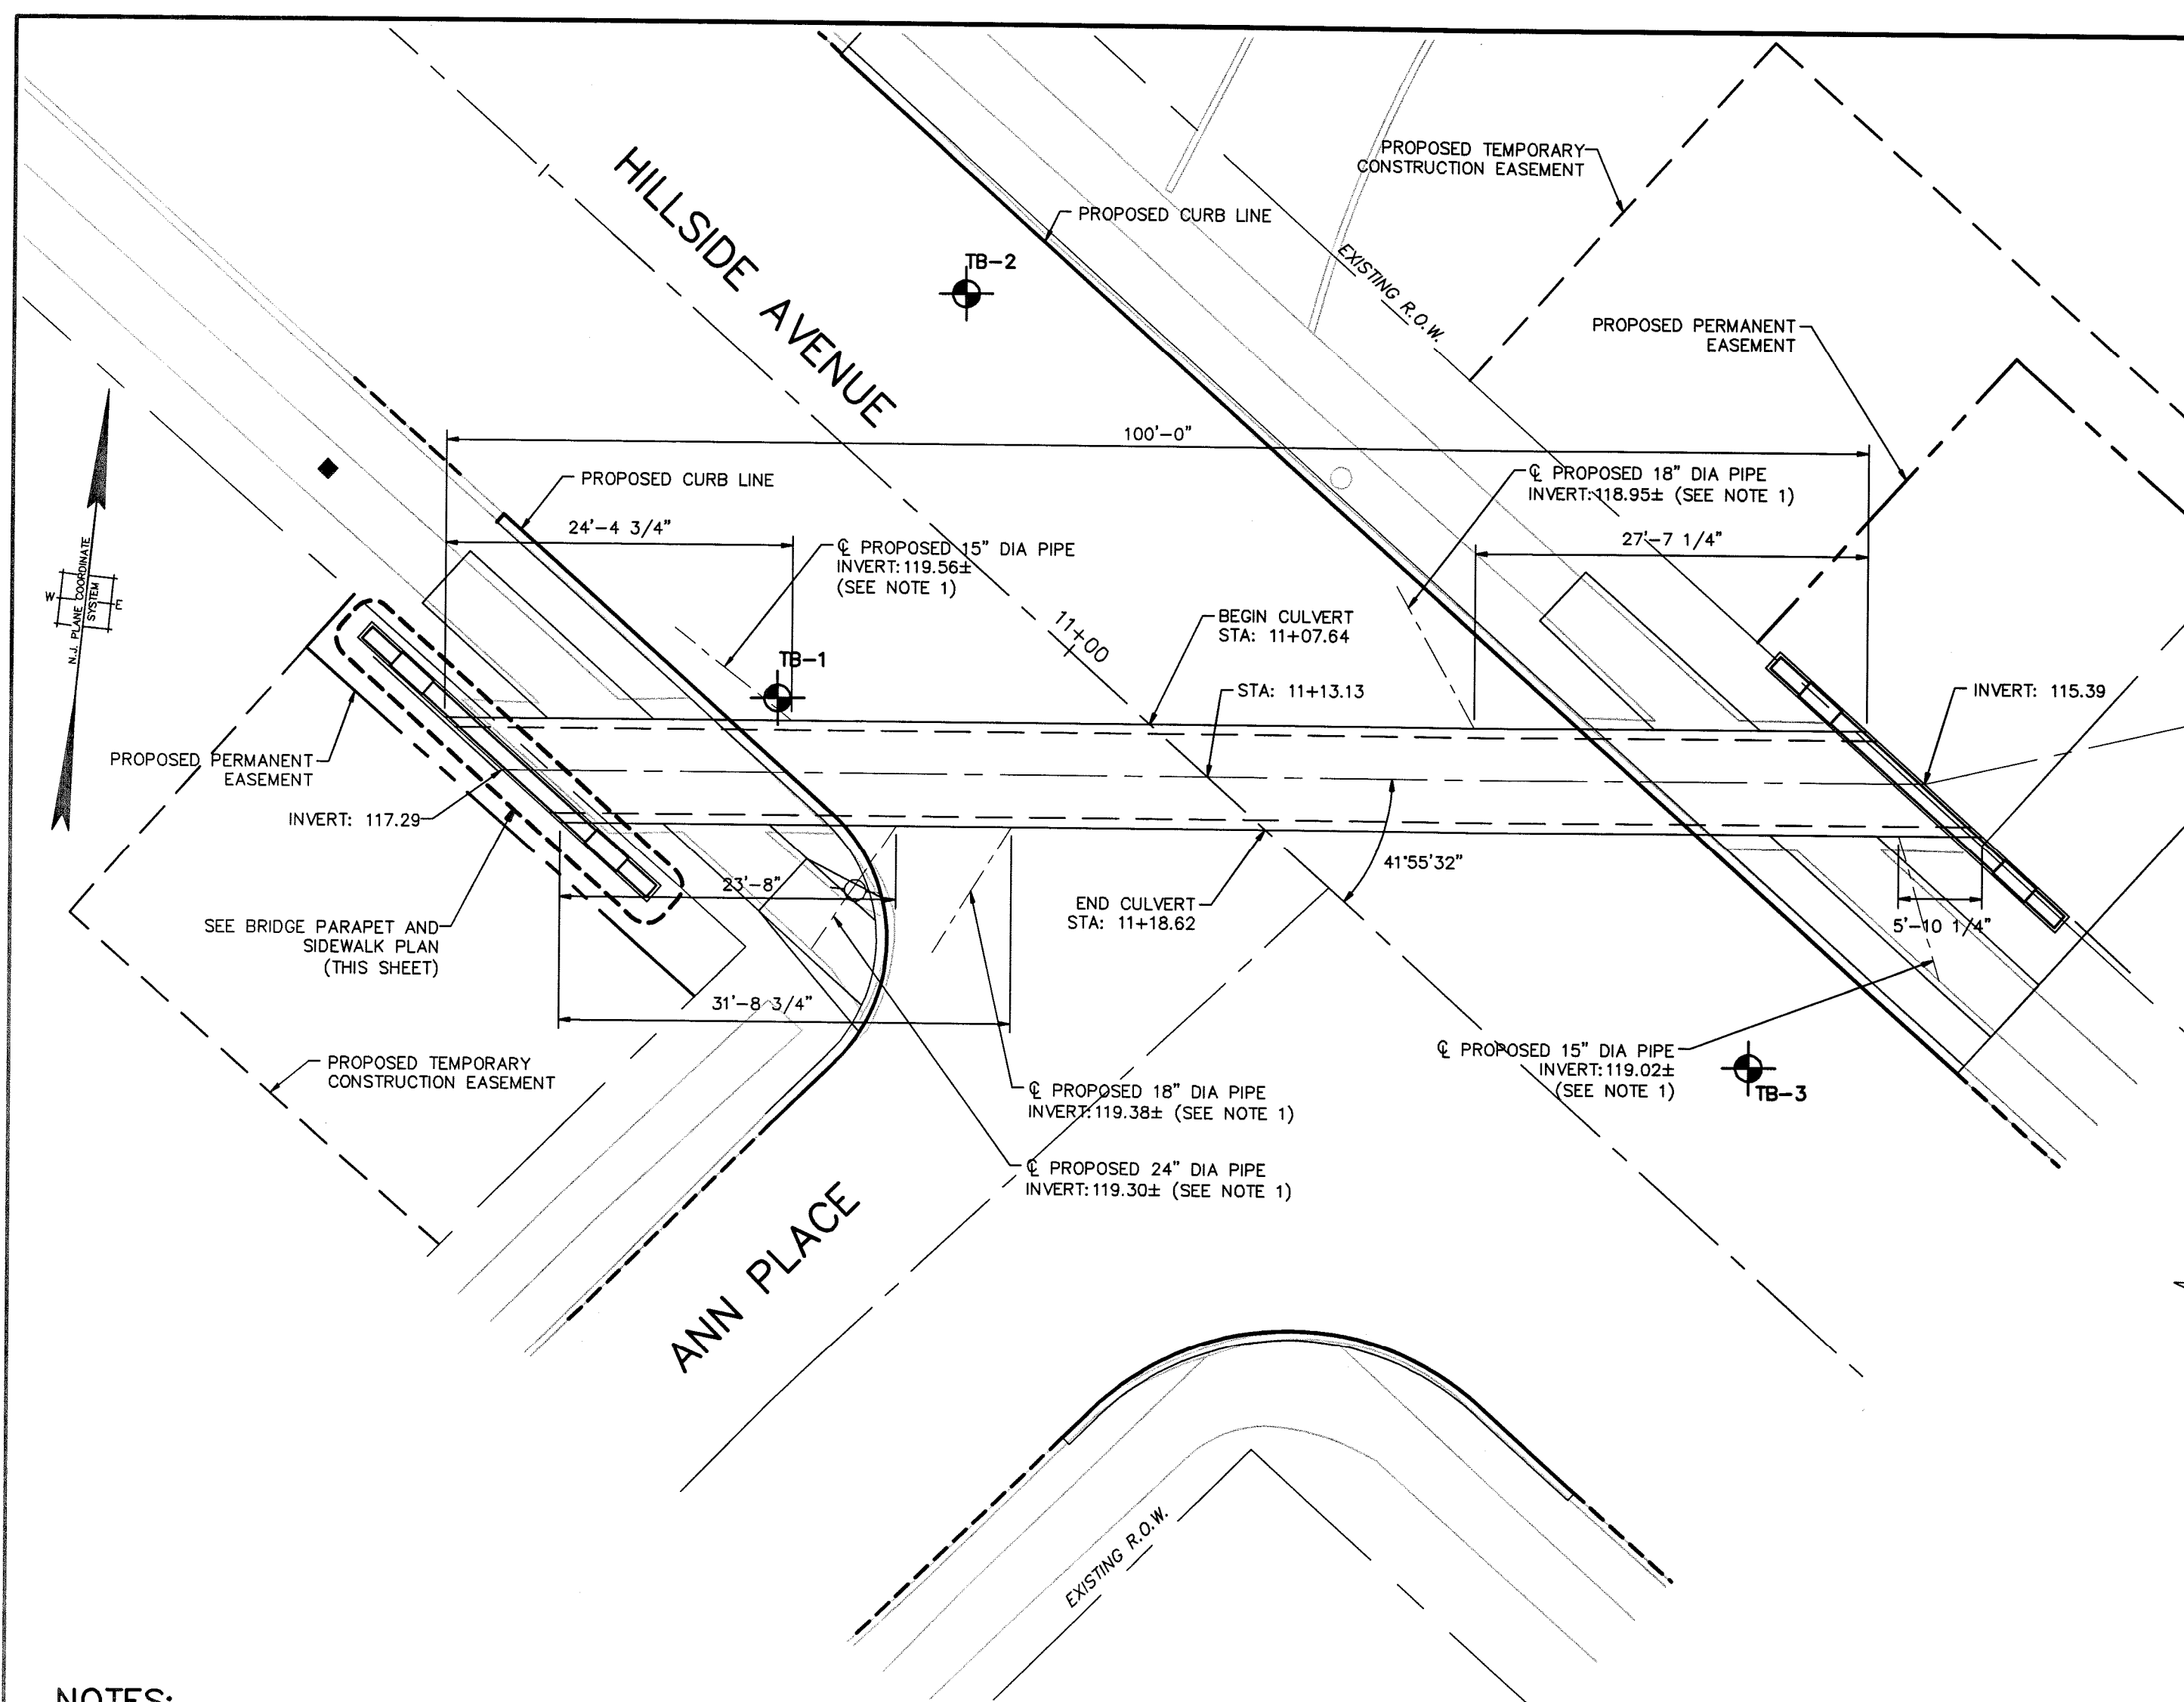 HILLSIDE AVENUE
TB-2
PROPOSED CURB LINE
PROPOSED TEMPORARY
CONSTRUCTION EASEMENT
EXISTING R.O.W.
PROPOSED PERMANENT
EASEMENT
100'-0"
PROPOSED CURB LINE
24'-4 3/4"
℄ PROPOSED 15" DIA PIPE
INVERT:119.56±
(SEE NOTE 1)
℄ PROPOSED 18" DIA PIPE
INVERT:118.95± (SEE NOTE 1)
27'-7 1/4"
N.J. PLANE COORDINATE
SYSTEM
W
E
TB-1
11+00
BEGIN CULVERT
STA: 11+07.64
STA: 11+13.13
INVERT: 115.39
PROPOSED PERMANENT
EASEMENT
INVERT: 117.29
SEE BRIDGE PARAPET AND
SIDEWALK PLAN
(THIS SHEET)
23'-8"
31'-8 3/4"
END CULVERT
STA: 11+18.62
41°55'32"
5'-10 1/4"
PROPOSED TEMPORARY
CONSTRUCTION EASEMENT
℄ PROPOSED 18" DIA PIPE
INVERT:119.38± (SEE NOTE 1)
℄ PROPOSED 24" DIA PIPE
INVERT:119.30± (SEE NOTE 1)
℄ PROPOSED 15" DIA PIPE
INVERT:119.02±
(SEE NOTE 1)
TB-3
ANN PLACE
EXISTING R.O.W.
NOTES: